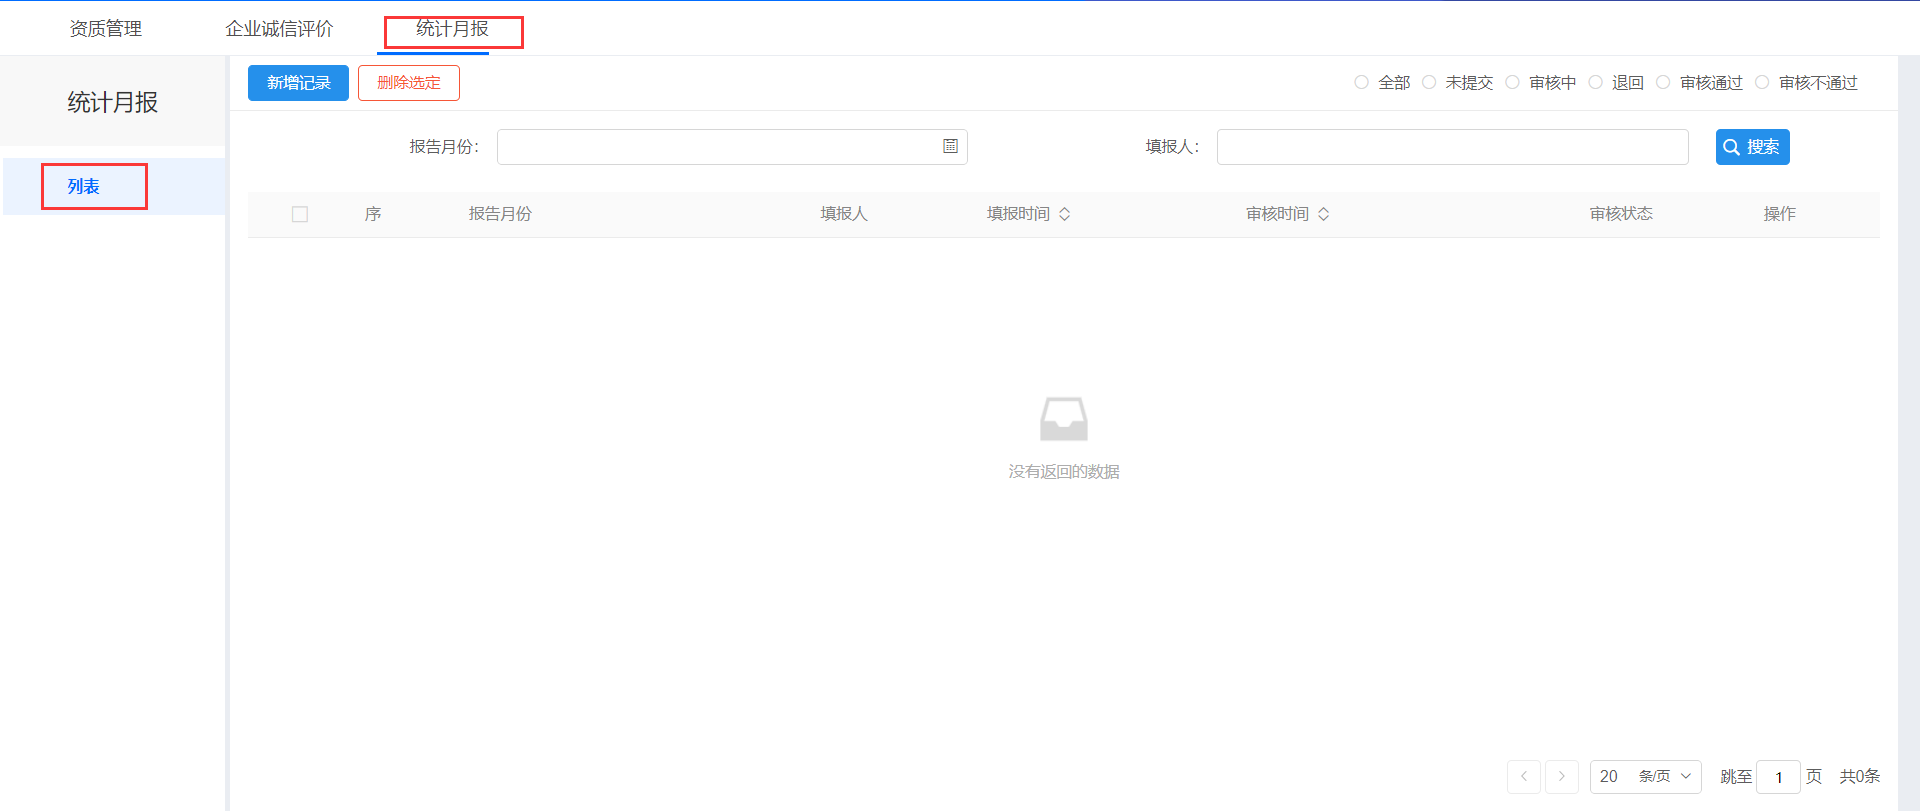 资质管理 企业诚信评价 统计月报
统计月报
列表
新增记录 删除选定 全部 未提交 审核中 退回 审核通过 审核不通过
报告月份: 填报人: 搜索
序 报告月份 填报人 填报时间 审核时间 审核状态 操作
没有返回的数据
20 条/页 跳至 1 页 共0条